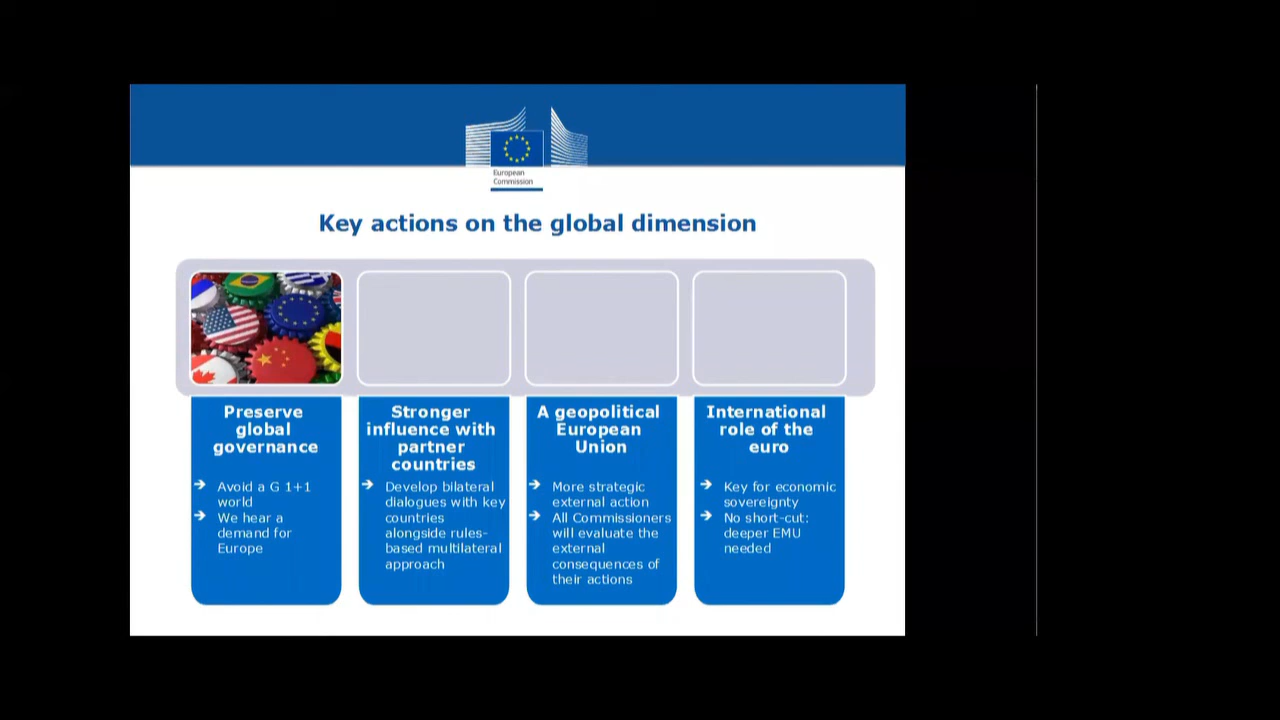 European
Commission
Key actions on the global dimension
Preserve
global
governance
➔ Avoid a G 1+1
world
➔ We hear a
demand for
Europe
Stronger
influence with
partner
countries
➔ Develop bilateral
dialogues with key
countries
alongside rules-
based multilateral
approach
A geopolitical
European
Union
➔ More strategic
external action
➔ All Commissioners
will evaluate the
external
consequences of
their actions
International
role of the
euro
➔ Key for economic
sovereignty
➔ No short-cut:
deeper EMU
needed